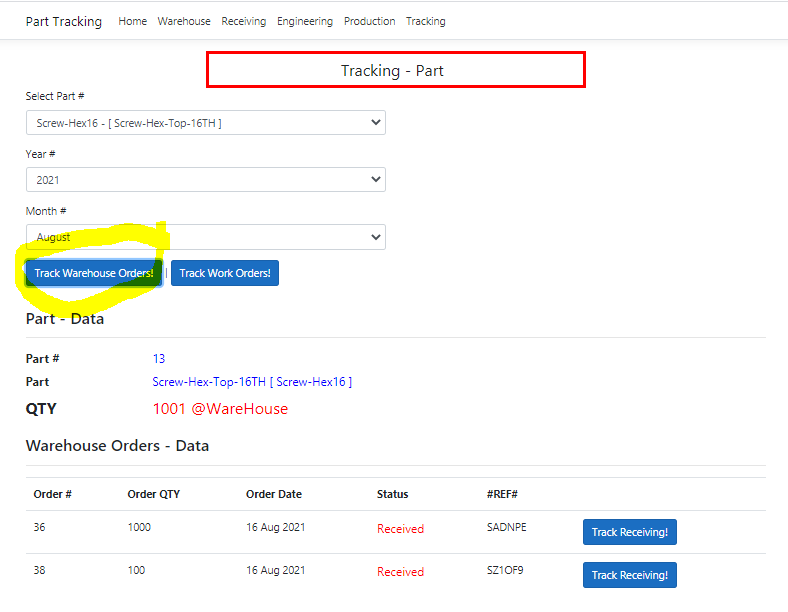 Part Tracking Home Warehouse Receiving Engineering Production Tracking
Tracking - Part
Select Part #
Screw-Hex16 - [ Screw-Hex-Top-16TH ]
Year #
2021
Month #
August
Track Warehouse Orders! | Track Work Orders!
Part - Data
Part # 13
Part Screw-Hex-Top-16TH [ Screw-Hex16 ]
QTY 1001 @WareHouse
Warehouse Orders - Data
Order # Order QTY Order Date Status #REF#
36 1000 16 Aug 2021 Received SADNPE Track Receiving!
38 100 16 Aug 2021 Received SZ1OF9 Track Receiving!